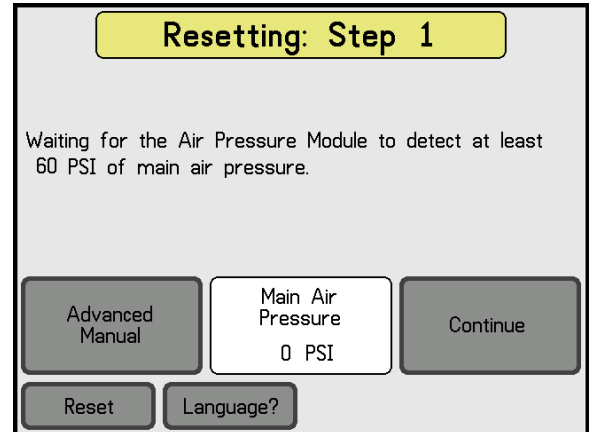 Resetting: Step 1
Waiting for the Air Pressure Module to detect at least
60 PSI of main air pressure.
Advanced
Manual
Main Air
Pressure
0 PSI
Continue
Reset
Language?